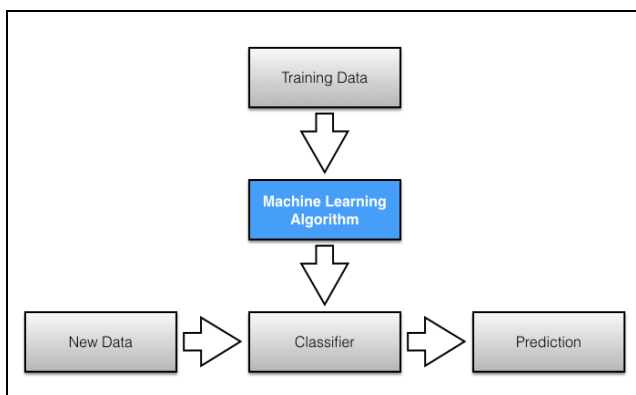 Training Data
Machine Learning
Algorithm
New Data
Classifier
Prediction